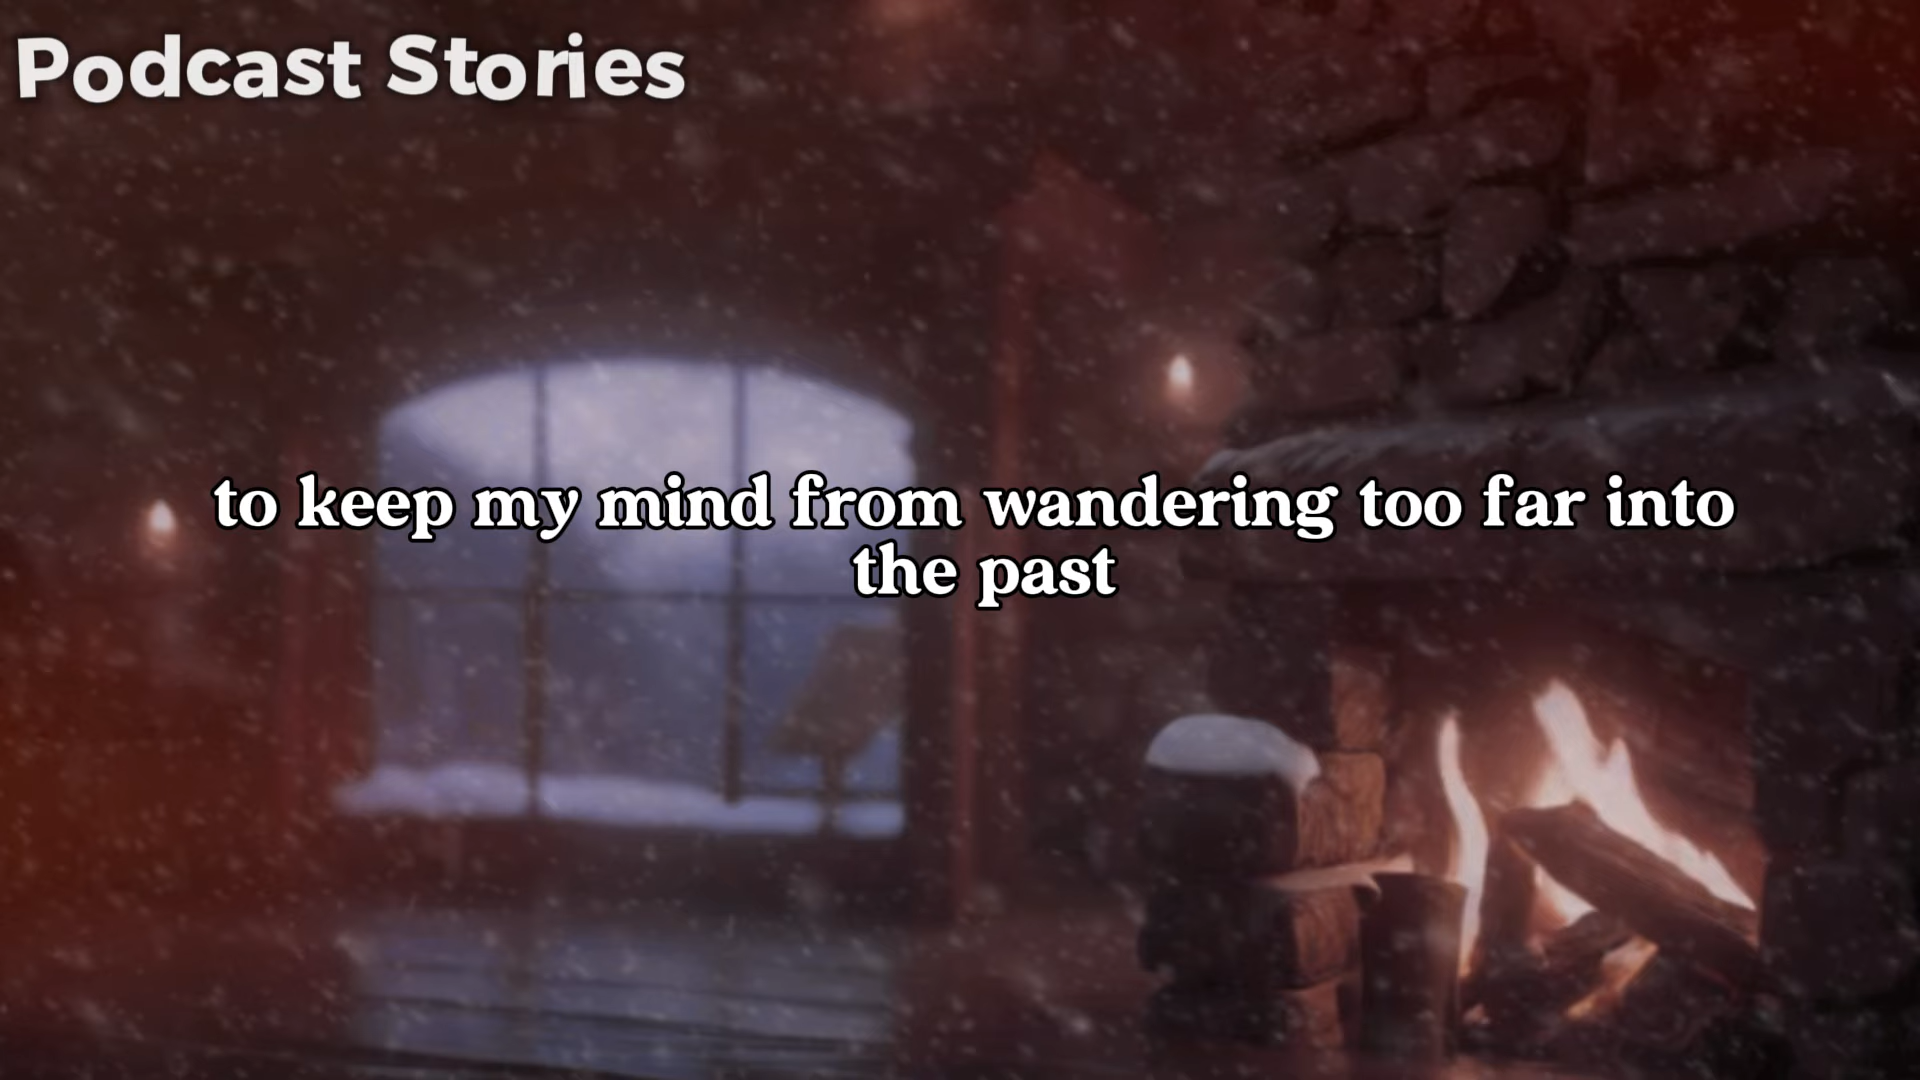 Podcast Stories
to keep my mind from wandering too far into
the past